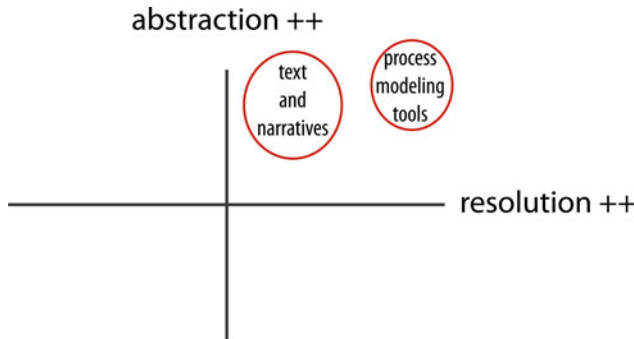 abstraction ++
text
and
narratives
process
modeling
tools
resolution ++